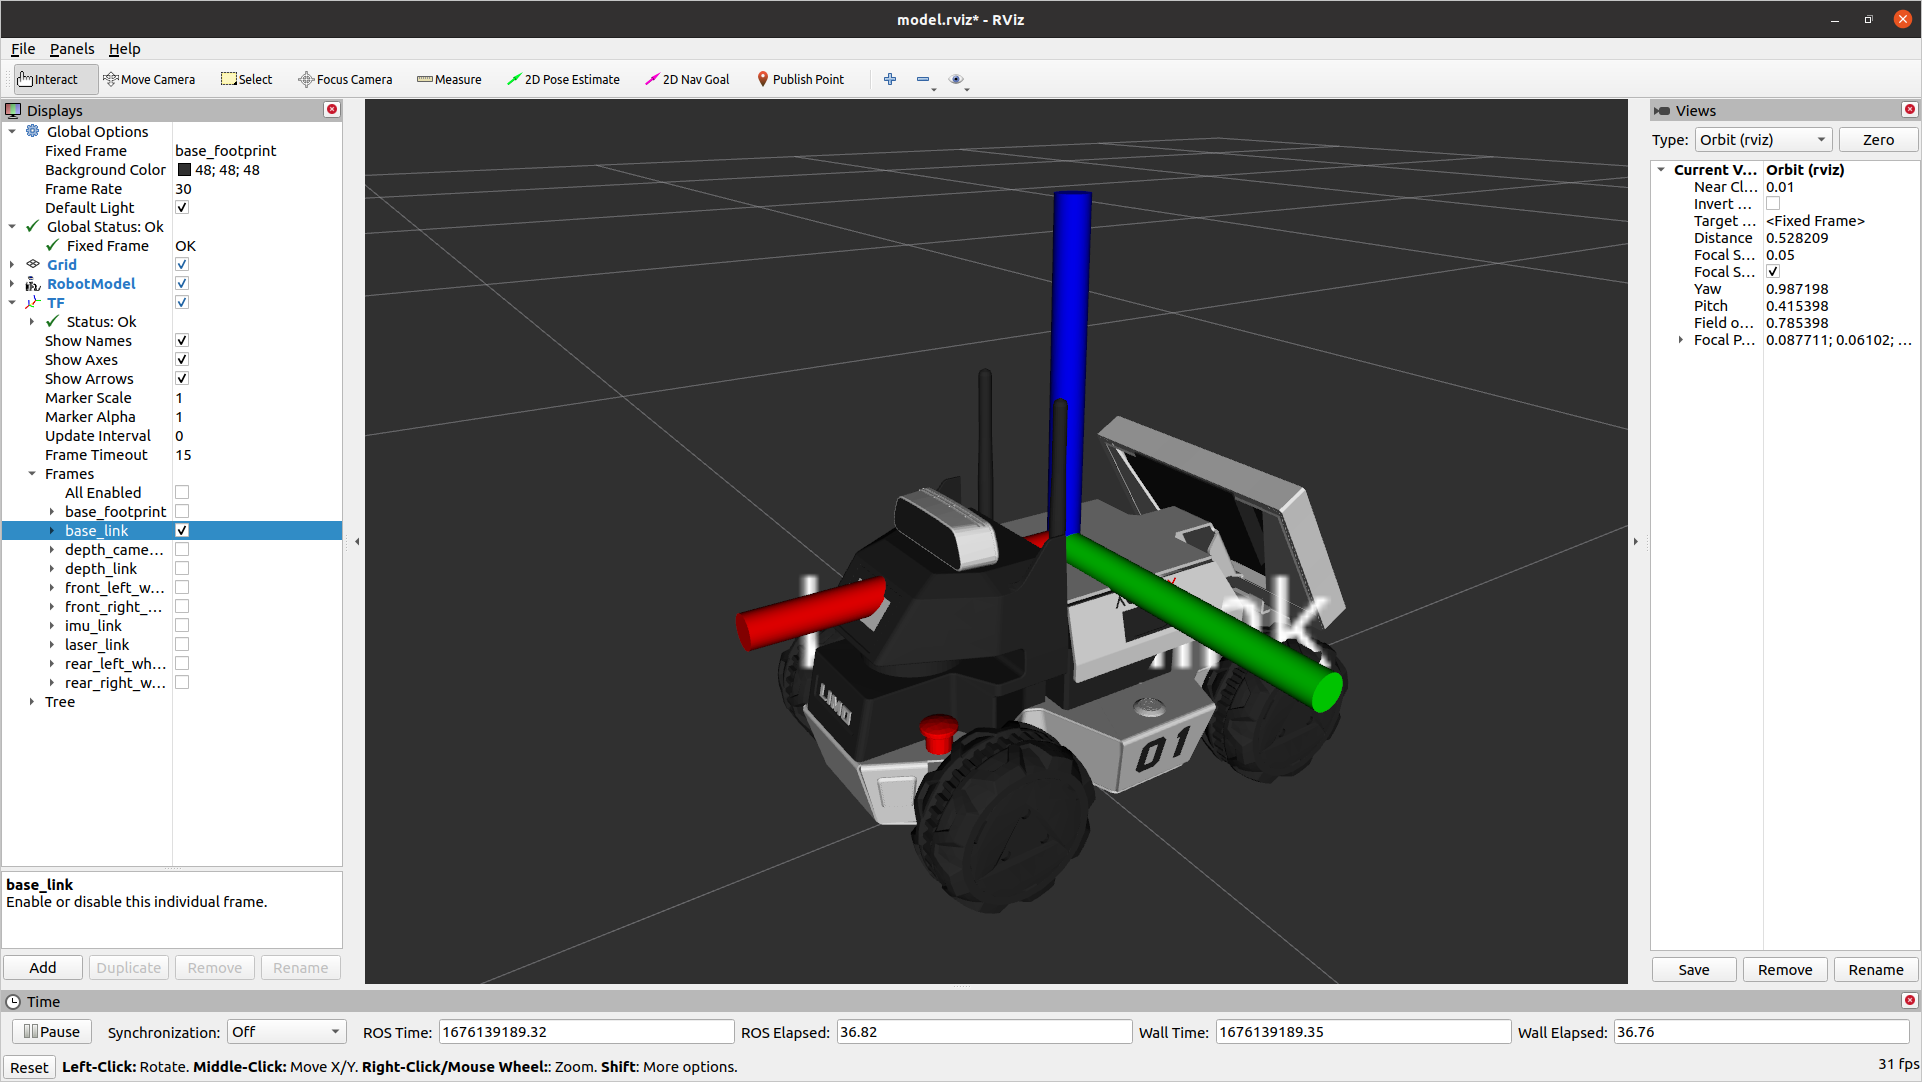 model.rviz* - RViz
File Panels Help
Interact Move Camera Select Focus Camera Measure 2D Pose Estimate 2D Nav Goal Publish Point
Displays
Global Options
Fixed Frame base_footprint
Background Color 48; 48; 48
Frame Rate 30
Default Light
Global Status: Ok
Fixed Frame OK
Grid
RobotModel
TF
Status: Ok
Show Names
Show Axes
Show Arrows
Marker Scale 1
Marker Alpha 1
Update Interval 0
Frame Timeout 15
Frames
All Enabled
base_footprint
base_link
depth_came...
depth_link
front_left_w...
front_right_...
imu_link
laser_link
rear_left_wh...
rear_right_w...
Tree
base_link
Enable or disable this individual frame.
Add Duplicate Remove Rename
LIMO
01
Views
Type: Orbit (rviz) Zero
Current V... Orbit (rviz)
Near Cl... 0.01
Invert ...
Target ... <Fixed Frame>
Distance 0.528209
Focal S... 0.05
Focal S...
Yaw 0.987198
Pitch 0.415398
Field o... 0.785398
Focal P... 0.087711; 0.06102; ...
Save Remove Rename
Time
Pause Synchronization: Off ROS Time: 1676139189.32 ROS Elapsed: 36.82 Wall Time: 1676139189.35 Wall Elapsed: 36.76
Reset Left-Click: Rotate. Middle-Click: Move X/Y. Right-Click/Mouse Wheel:: Zoom. Shift: More options. 31 fps